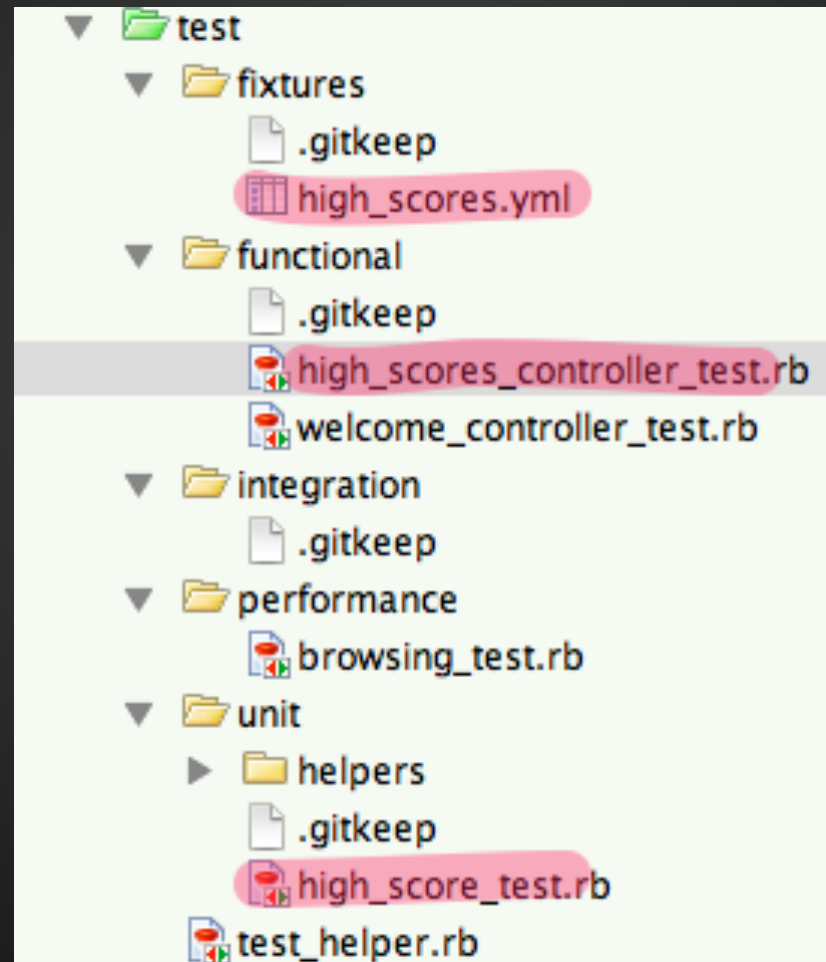 test
fixtures
.gitkeep
high_scores.yml
functional
.gitkeep
high_scores_controller_test.rb
welcome_controller_test.rb
integration
.gitkeep
performance
browsing_test.rb
unit
helpers
.gitkeep
high_score_test.rb
test_helper.rb